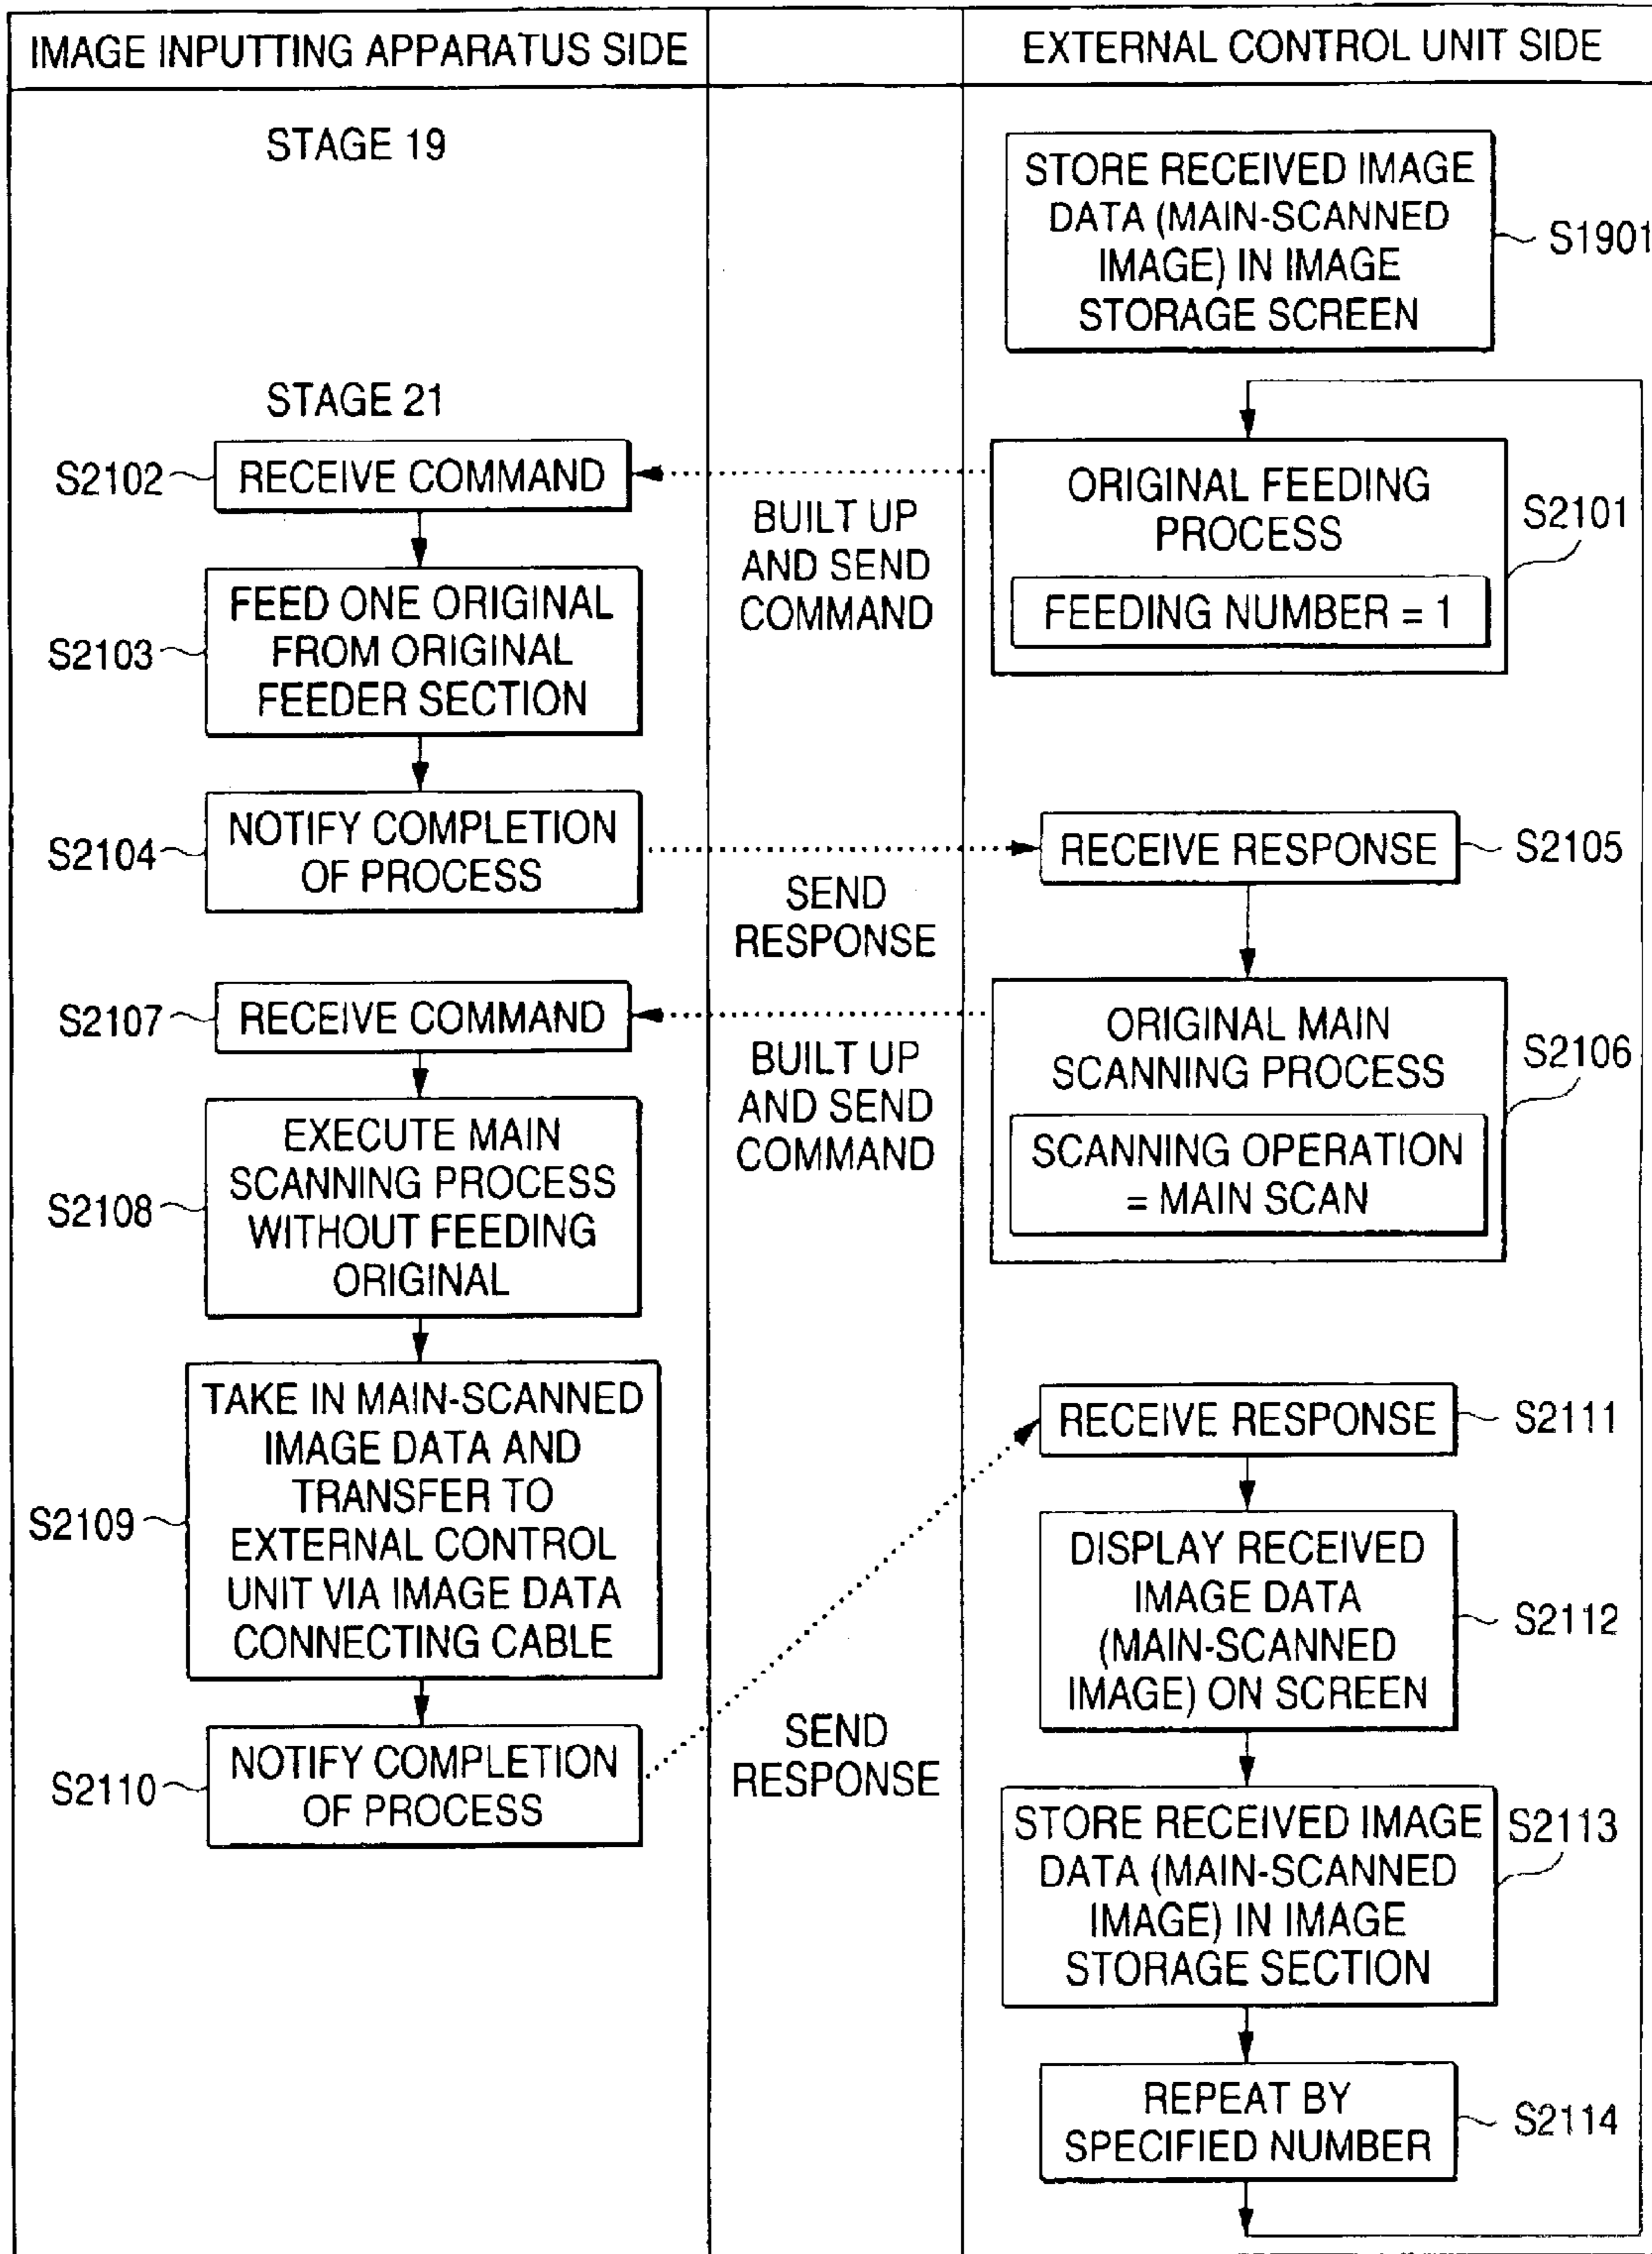 IMAGE INPUTTING APPARATUS SIDE
EXTERNAL CONTROL UNIT SIDE
STAGE 19
STORE RECEIVED IMAGE
DATA (MAIN-SCANNED
IMAGE) IN IMAGE
STORAGE SCREEN
S1901
STAGE 21
S2102
RECEIVE COMMAND
BUILT UP
AND SEND
COMMAND
ORIGINAL FEEDING
PROCESS
FEEDING NUMBER = 1
S2101
S2103
FEED ONE ORIGINAL
FROM ORIGINAL
FEEDER SECTION
S2104
NOTIFY COMPLETION
OF PROCESS
SEND
RESPONSE
RECEIVE RESPONSE
S2105
S2107
RECEIVE COMMAND
BUILT UP
AND SEND
COMMAND
ORIGINAL MAIN
SCANNING PROCESS
SCANNING OPERATION
= MAIN SCAN
S2106
S2108
EXECUTE MAIN
SCANNING PROCESS
WITHOUT FEEDING
ORIGINAL
S2109
TAKE IN MAIN-SCANNED
IMAGE DATA AND
TRANSFER TO
EXTERNAL CONTROL
UNIT VIA IMAGE DATA
CONNECTING CABLE
S2110
NOTIFY COMPLETION
OF PROCESS
SEND
RESPONSE
RECEIVE RESPONSE
S2111
DISPLAY RECEIVED
IMAGE DATA
(MAIN-SCANNED
IMAGE) ON SCREEN
S2112
STORE RECEIVED IMAGE
DATA (MAIN-SCANNED
IMAGE) IN IMAGE
STORAGE SECTION
S2113
REPEAT BY
SPECIFIED NUMBER
S2114